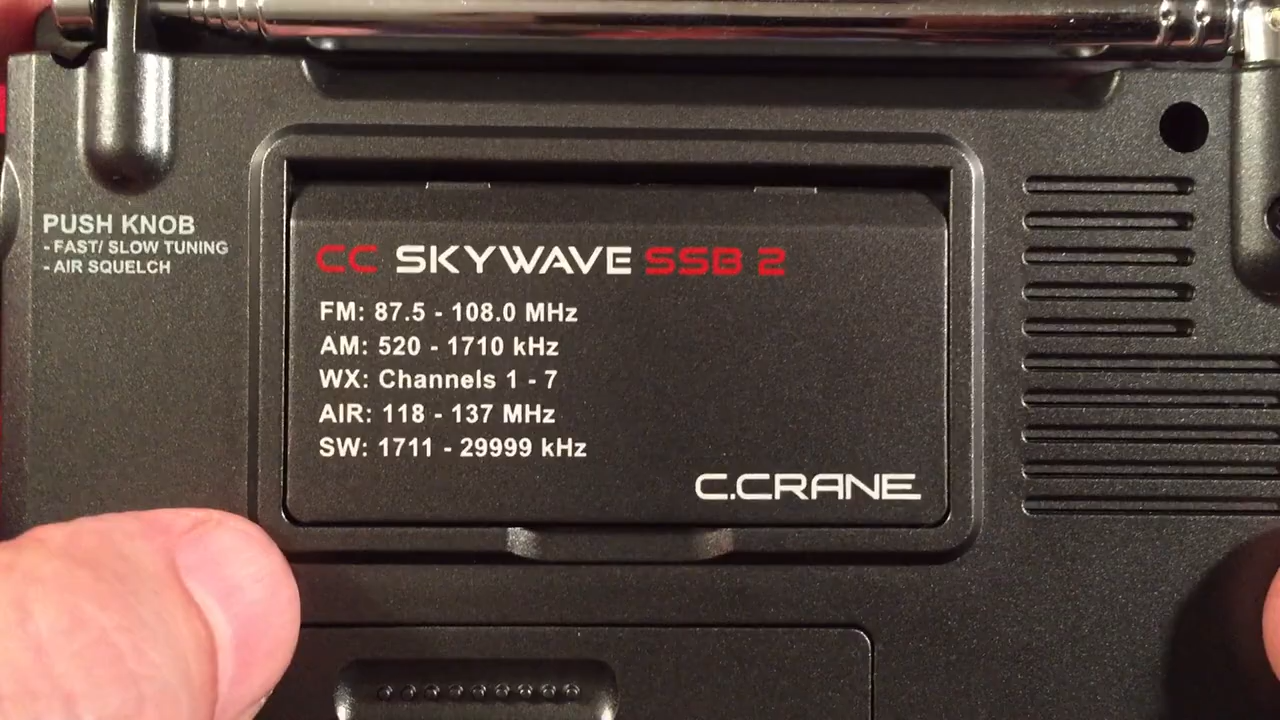 PUSH KNOB
- FAST/ SLOW TUNING
- AIR SQUELCH
CC SKYWAVE SSB 2
FM: 87.5 - 108.0 MHz
AM: 520 - 1710 kHz
WX: Channels 1 - 7
AIR: 118 - 137 MHz
SW: 1711 - 29999 kHz
C.CRANE